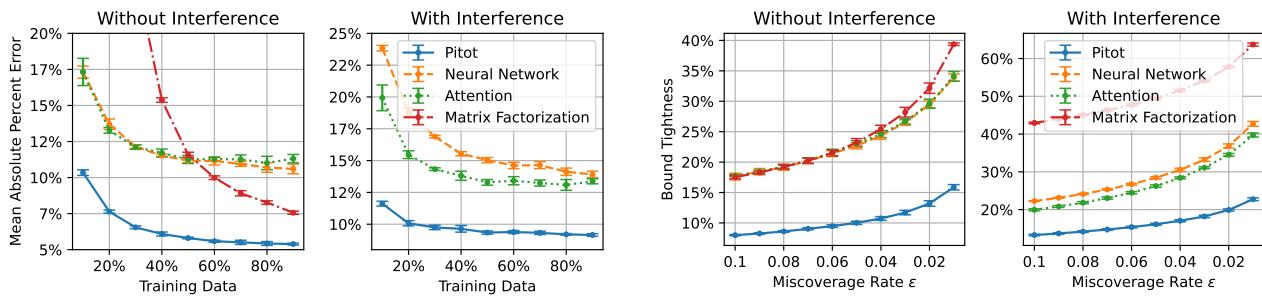 Without Interference
Mean Absolute Percent Error
20%
17%
15%
12%
10%
7%
5%
20%
40%
60%
80%
Training Data
With Interference
25%
22%
20%
17%
15%
12%
10%
Pitot
Neural Network
Attention
Matrix Factorization
20%
40%
60%
80%
Training Data
Without Interference
Bound Tightness
40%
35%
30%
25%
20%
15%
10%
0.1
0.08
0.06
0.04
0.02
Miscoverage Rate ε
With Interference
60%
50%
40%
30%
20%
Pitot
Neural Network
Attention
Matrix Factorization
0.1
0.08
0.06
0.04
0.02
Miscoverage Rate ε